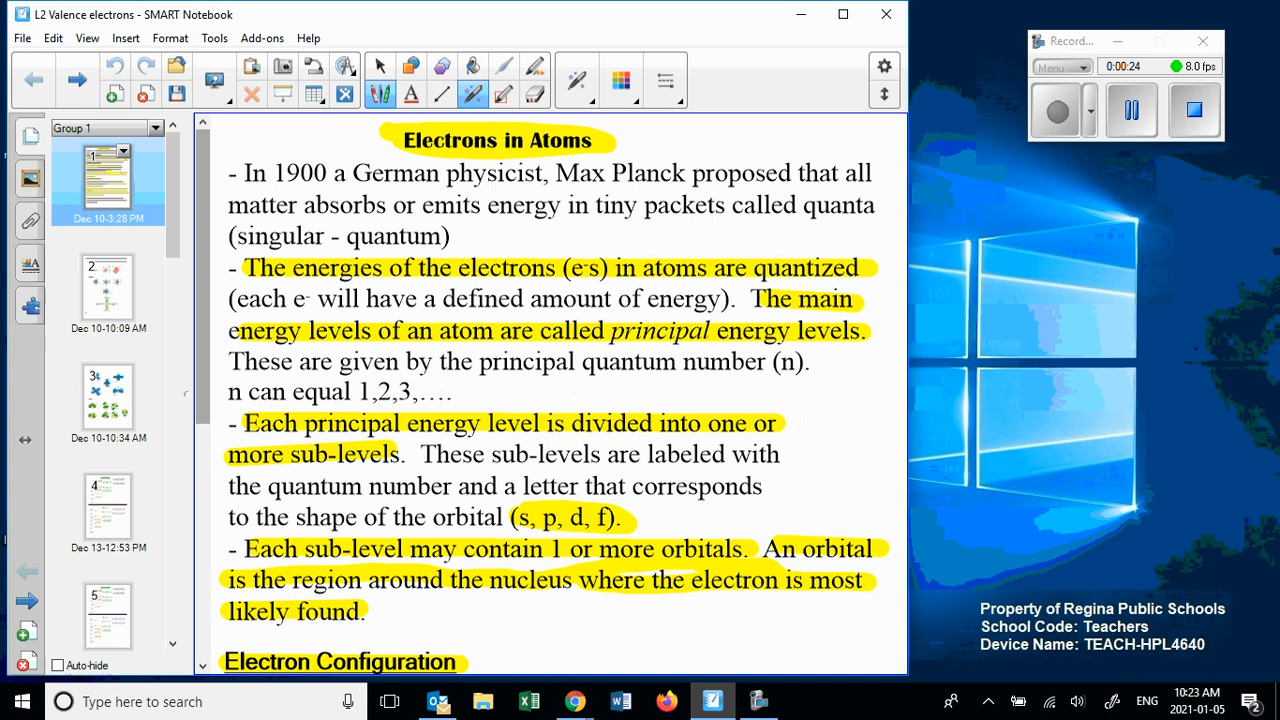 L2 Valence electrons - SMART Notebook
File Edit View Insert Format Tools Add-ons Help
Group 1
1
Dec 10-3:28 PM
2
Dec 10-10:09 AM
3
Dec 10-10:34 AM
4
Dec 13-12:53 PM
5
Auto-hide
Electrons in Atoms
- In 1900 a German physicist, Max Planck proposed that all
matter absorbs or emits energy in tiny packets called quanta
(singular - quantum)
- The energies of the electrons (e⁻s) in atoms are quantized
(each e⁻ will have a defined amount of energy). The main
energy levels of an atom are called principal energy levels.
These are given by the principal quantum number (n).
n can equal 1,2,3,….
- Each principal energy level is divided into one or
more sub-levels. These sub-levels are labeled with
the quantum number and a letter that corresponds
to the shape of the orbital (s, p, d, f).
- Each sub-level may contain 1 or more orbitals. An orbital
is the region around the nucleus where the electron is most
likely found.
Electron Configuration
Record...
Menu 0:00:24 8.0 fps
Property of Regina Public Schools
School Code: Teachers
Device Name: TEACH-HPL4640
Type here to search
ENG
10:23 AM
2021-01-05
2